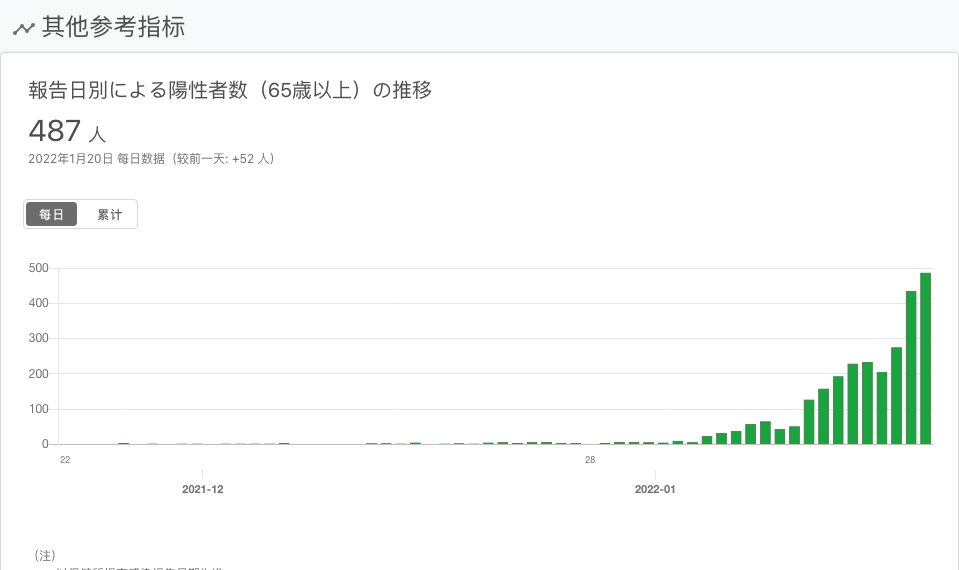 其他参考指标
報告日別による陽性者数（65歳以上）の推移
487 人
2022年1月20日 每日数据（较前一天: +52 人）
每日 累计
500
400
300
200
100
0
22 28
2021-12 2022-01
（注）